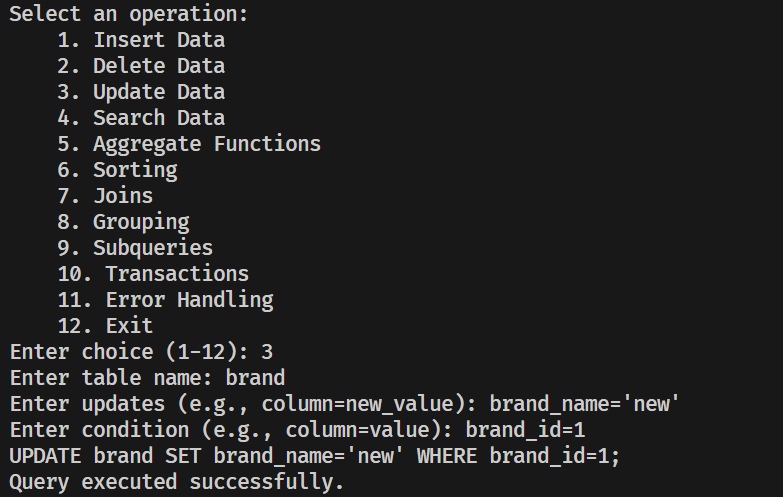 Select an operation:
1. Insert Data
2. Delete Data
3. Update Data
4. Search Data
5. Aggregate Functions
6. Sorting
7. Joins
8. Grouping
9. Subqueries
10. Transactions
11. Error Handling
12. Exit
Enter choice (1-12): 3
Enter table name: brand
Enter updates (e.g., column=new_value): brand_name='new'
Enter condition (e.g., column=value): brand_id=1
UPDATE brand SET brand_name='new' WHERE brand_id=1;
Query executed successfully.